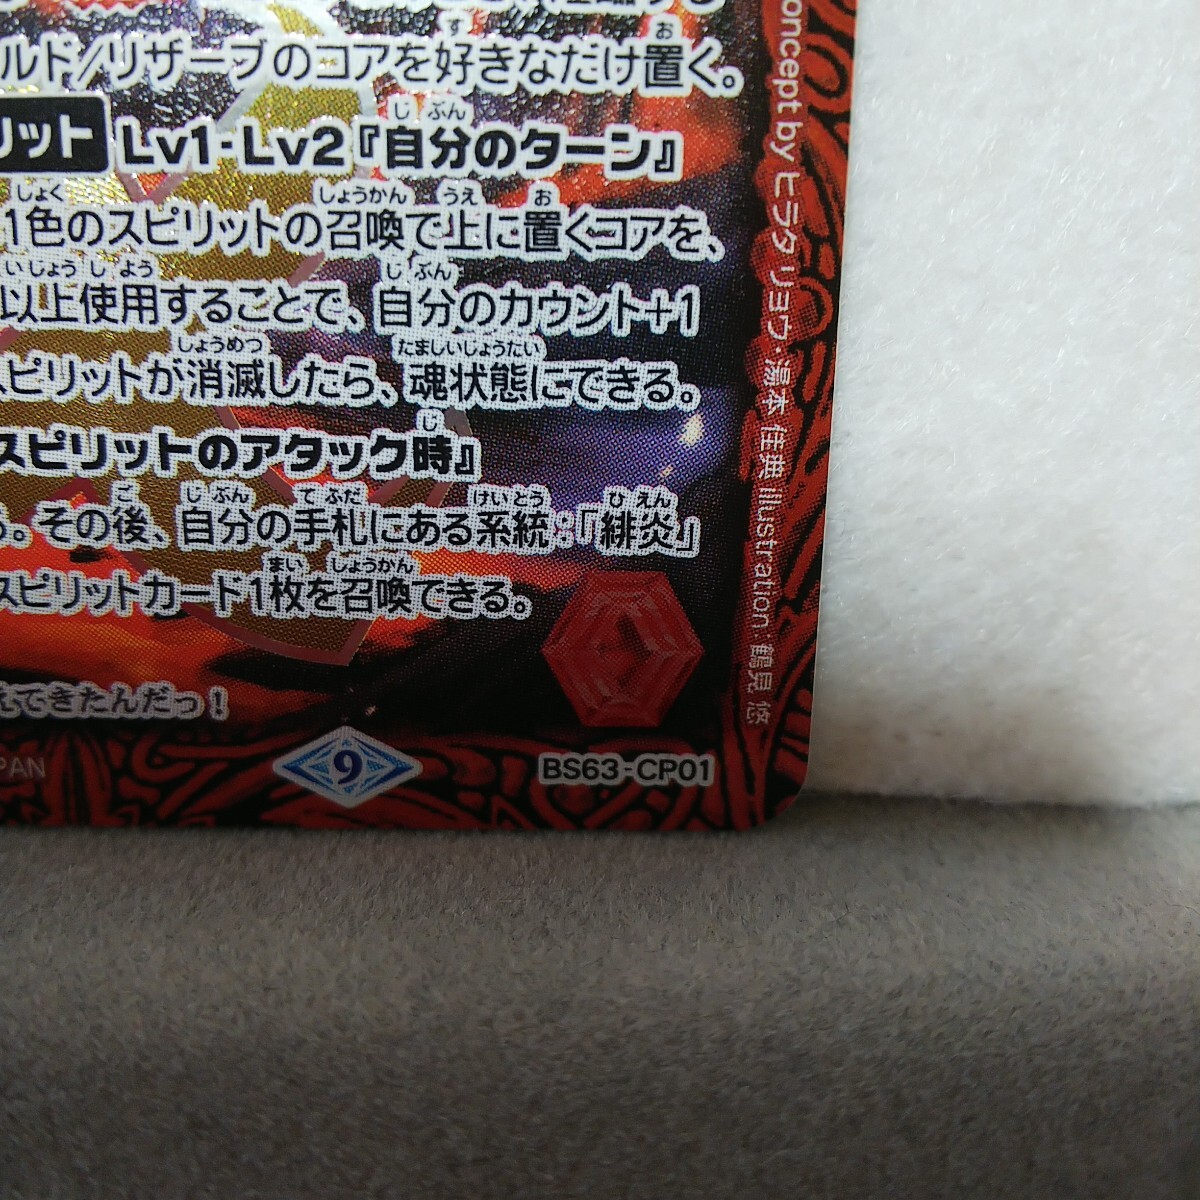 ルド/リザーブのコアを好きなだけ置く。
リット Lv1・Lv2『自分のターン』
1色のスピリットの召喚で上に置くコアを、
以上使用することで、自分のカウント+1
スピリットが消滅したら、魂状態にできる。
スピリットのアタック時』
。その後、自分の手札にある系統:「緋炎」
スピリットカード1枚を召喚できる。
えてきたんだっ!
PAN
9
BS63-CP01
oncept by ヒラタリョウ・湯本 佳典 illustration:鶴見 悠